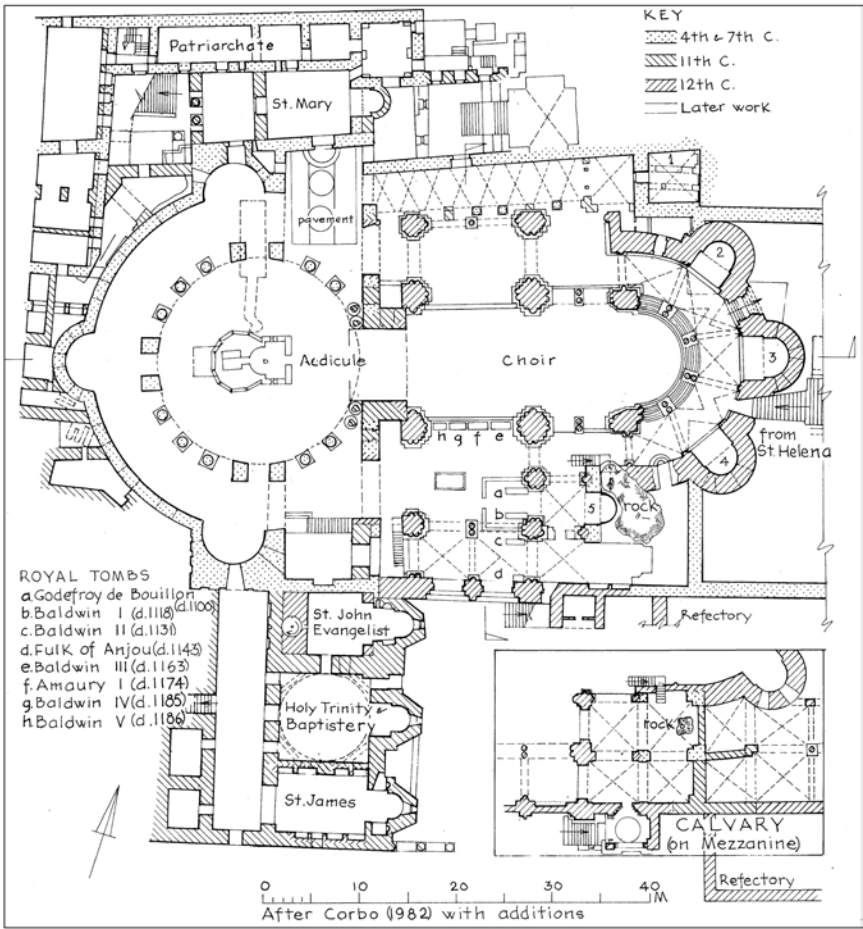 KEY
4th & 7th C.
11th C.
12th C.
Later work
Patriarchate
St. Mary
pavement
1
2
3
4
5
Aedicule
Choir
from
St. Helena
h g f e
a
b
c
d
rock
Refectory
ROYAL TOMBS
a. Godefroy de Bouillon
(d.1100)
b. Baldwin I (d.1118)
c. Baldwin II (d.1131)
d. Fulk of Anjou (d.1143)
e. Baldwin III (d.1163)
f. Amaury I (d.1174)
g. Baldwin IV (d.1185)
h. Baldwin V (d.1186)
St. John
Evangelist
Holy Trinity &
Baptistery
St. James
rock
CALVARY
(on Mezzanine)
Refectory
0 10 20 30 40 M
After Corbo (1982) with additions